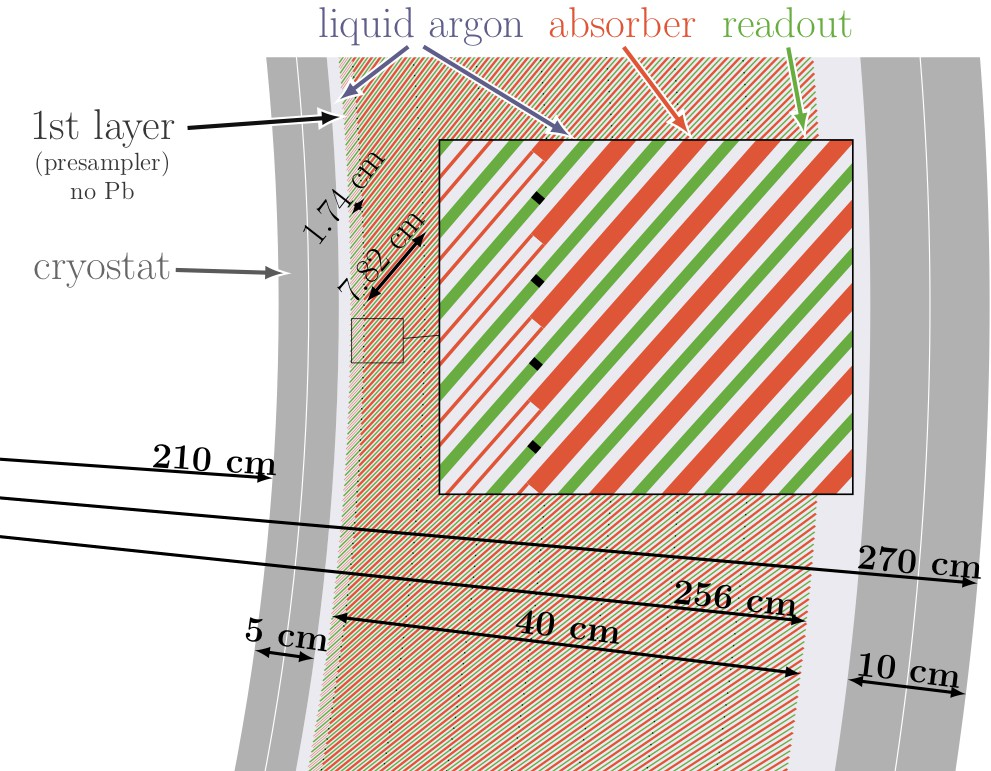 liquid argon absorber readout
1st layer
(presampler)
no Pb
1.74 cm
7.82 cm
cryostat
210 cm
270 cm
256 cm
40 cm
5 cm
10 cm